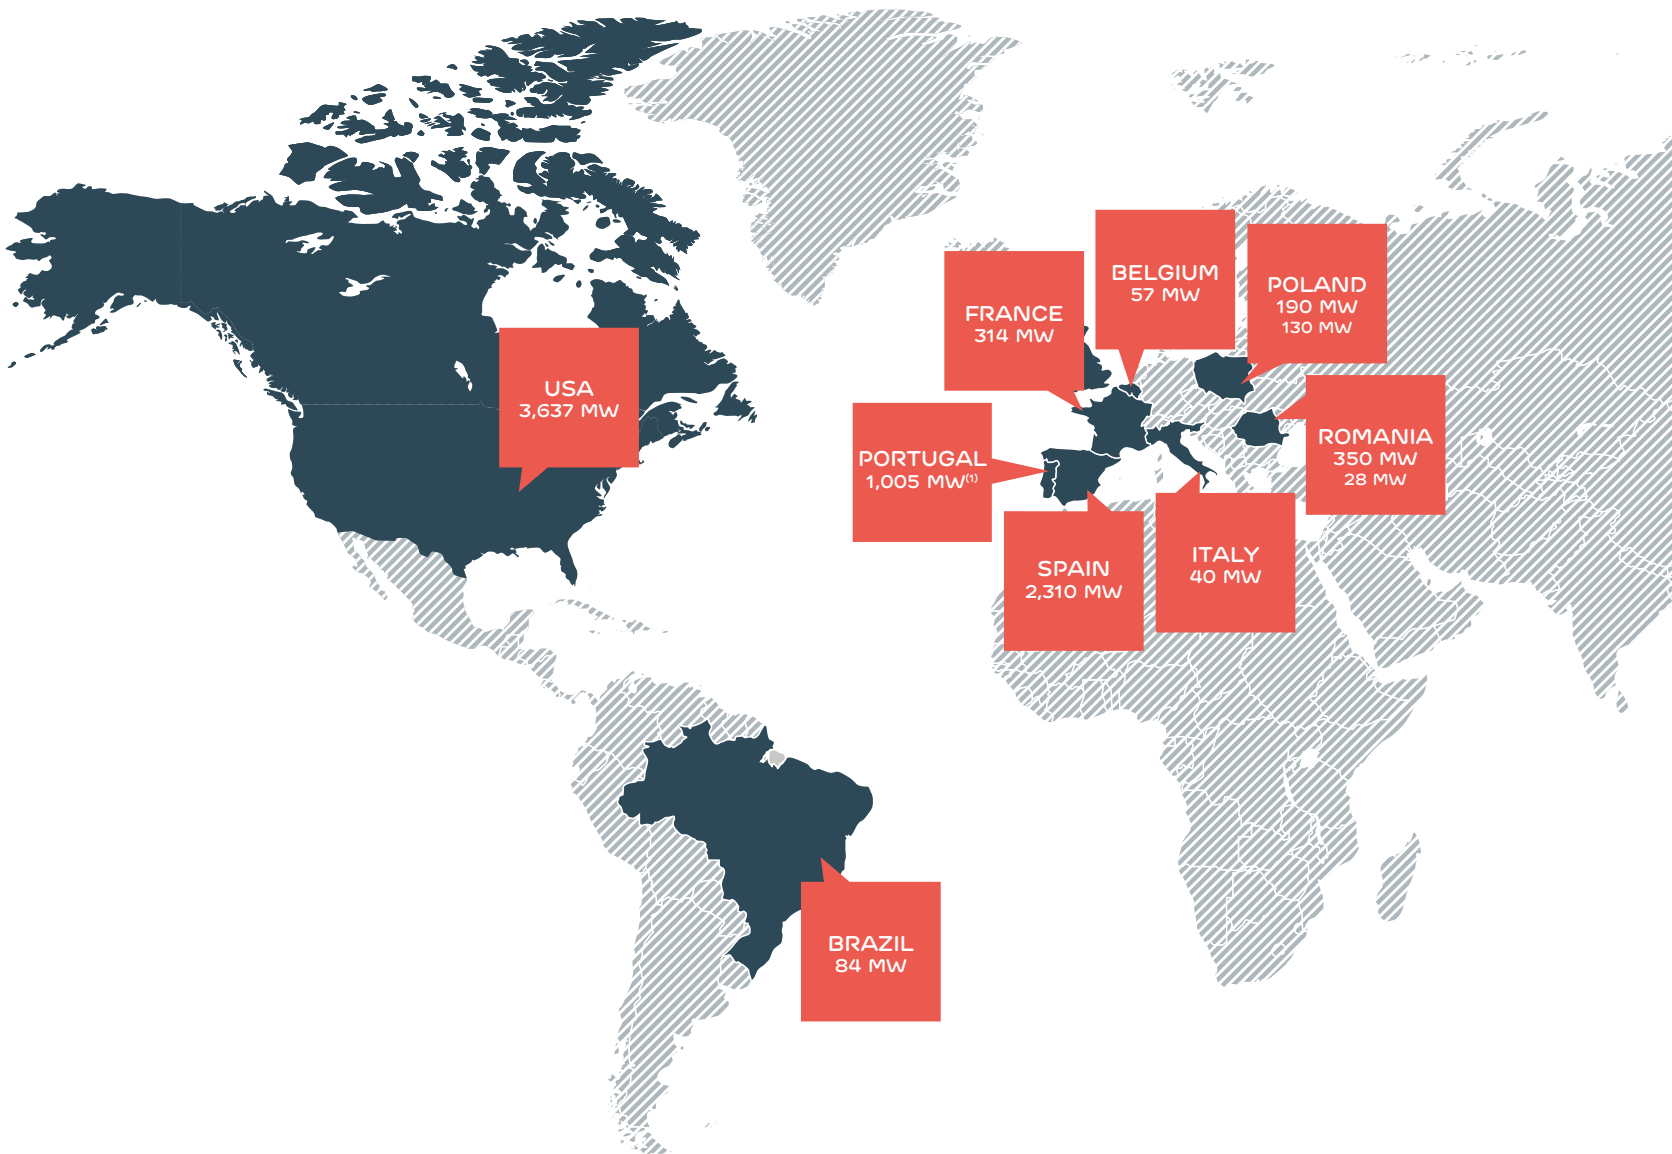 BELGIUM
57 MW
POLAND
190 MW
130 MW
FRANCE
314 MW
USA
3,637 MW
ROMANIA
350 MW
28 MW
PORTUGAL
1,005 MW(1)
SPAIN
2,310 MW
ITALY
40 MW
BRAZIL
84 MW